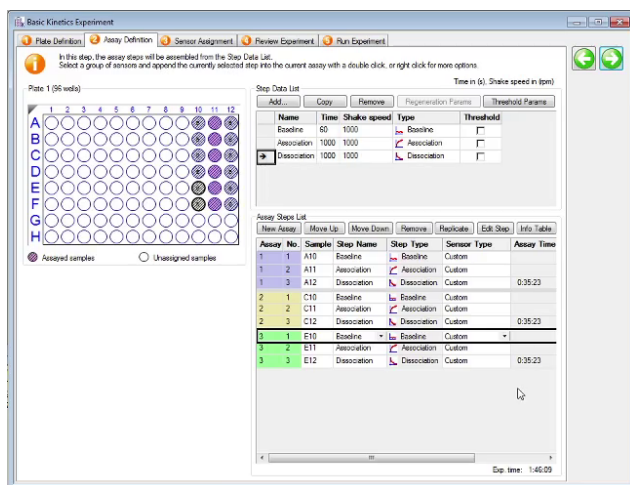 Basic Kinetics Experiment
1 Plate Definition 2 Assay Definition 3 Sensor Assignment 4 Review Experiment 5 Run Experiment
In this step, the assay steps will be assembled from the Step Data List.
Select a group of sensors and append the currently selected step into the current assay with a double click, or right click for more options.
Plate 1 (96 wells)
1 2 3 4 5 6 7 8 9 10 11 12
A
B
C
D
E
F
G
H
Assayed samples Unassigned samples
Step Data List Time in (s), Shake speed in (rpm)
Add... Copy Remove Regeneration Params Threshold Params
Name Time Shake speed Type Threshold
Baseline 60 1000 Baseline
Association 1000 1000 Association
Dissociation 1000 1000 Dissociation
Assay Steps List
New Assay Move Up Move Down Remove Replicate Edit Step Info Table
Assay No. Sample Step Name Step Type Sensor Type Assay Time
1 1 A10 Baseline Baseline Custom
1 2 A11 Association Association Custom
1 3 A12 Dissociation Dissociation Custom 0:35:23
2 1 C10 Baseline Baseline Custom
2 2 C11 Association Association Custom
2 3 C12 Dissociation Dissociation Custom 0:35:23
3 1 E10 Baseline Baseline Custom
3 2 E11 Association Association Custom
3 3 E12 Dissociation Dissociation Custom 0:35:23
Exp. time: 1:46:09